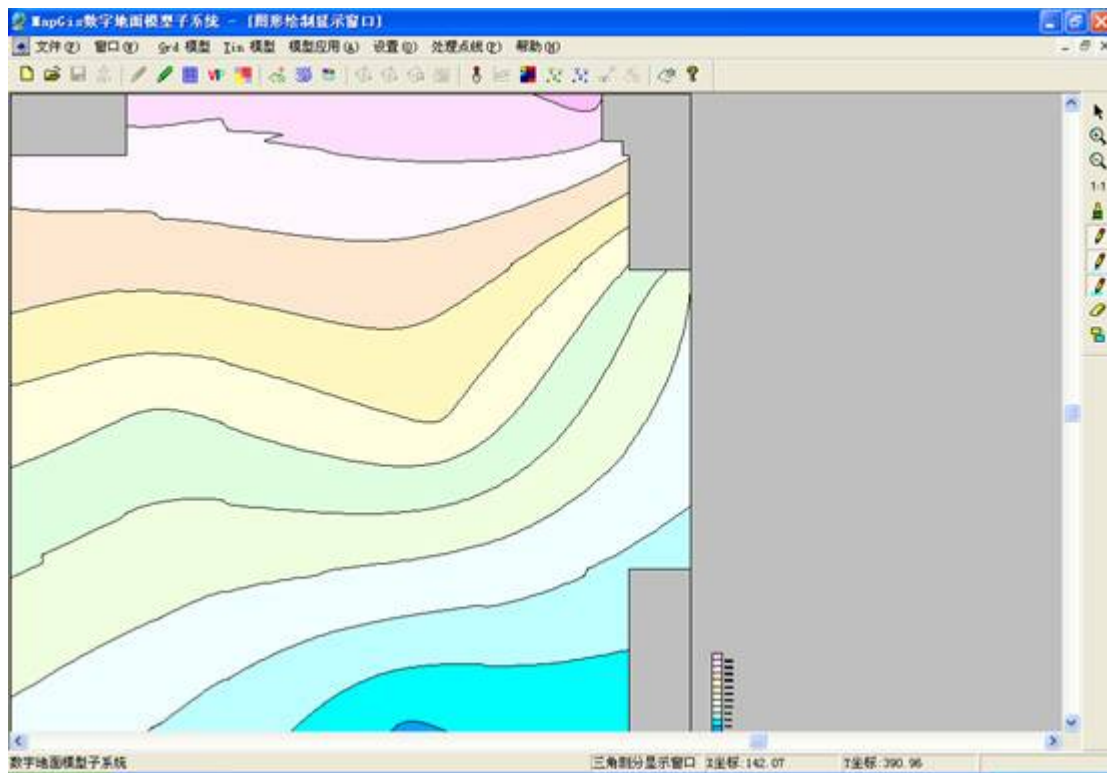 MapGis数字地面模型子系统 - [图形绘制显示窗口]
文件(F) 窗口(W) Grd 模型 Tin 模型 模型应用(A) 设置(Q) 处理点线(P) 帮助(H)
1:1
数字地面模型子系统 三角剖分显示窗口 X坐标:142.07 Y坐标:390.96